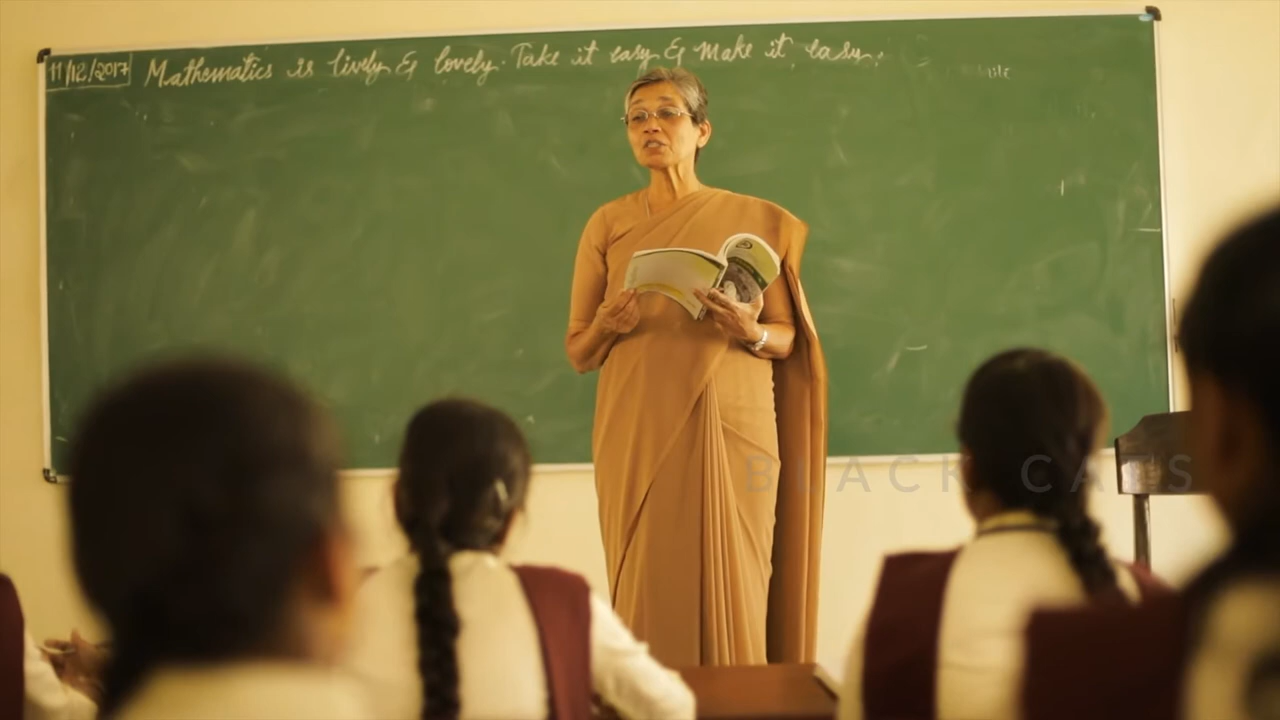 11/12/2017 Mathematics is lively & lovely. Take it easy & Make it easy.
BLACK CATS